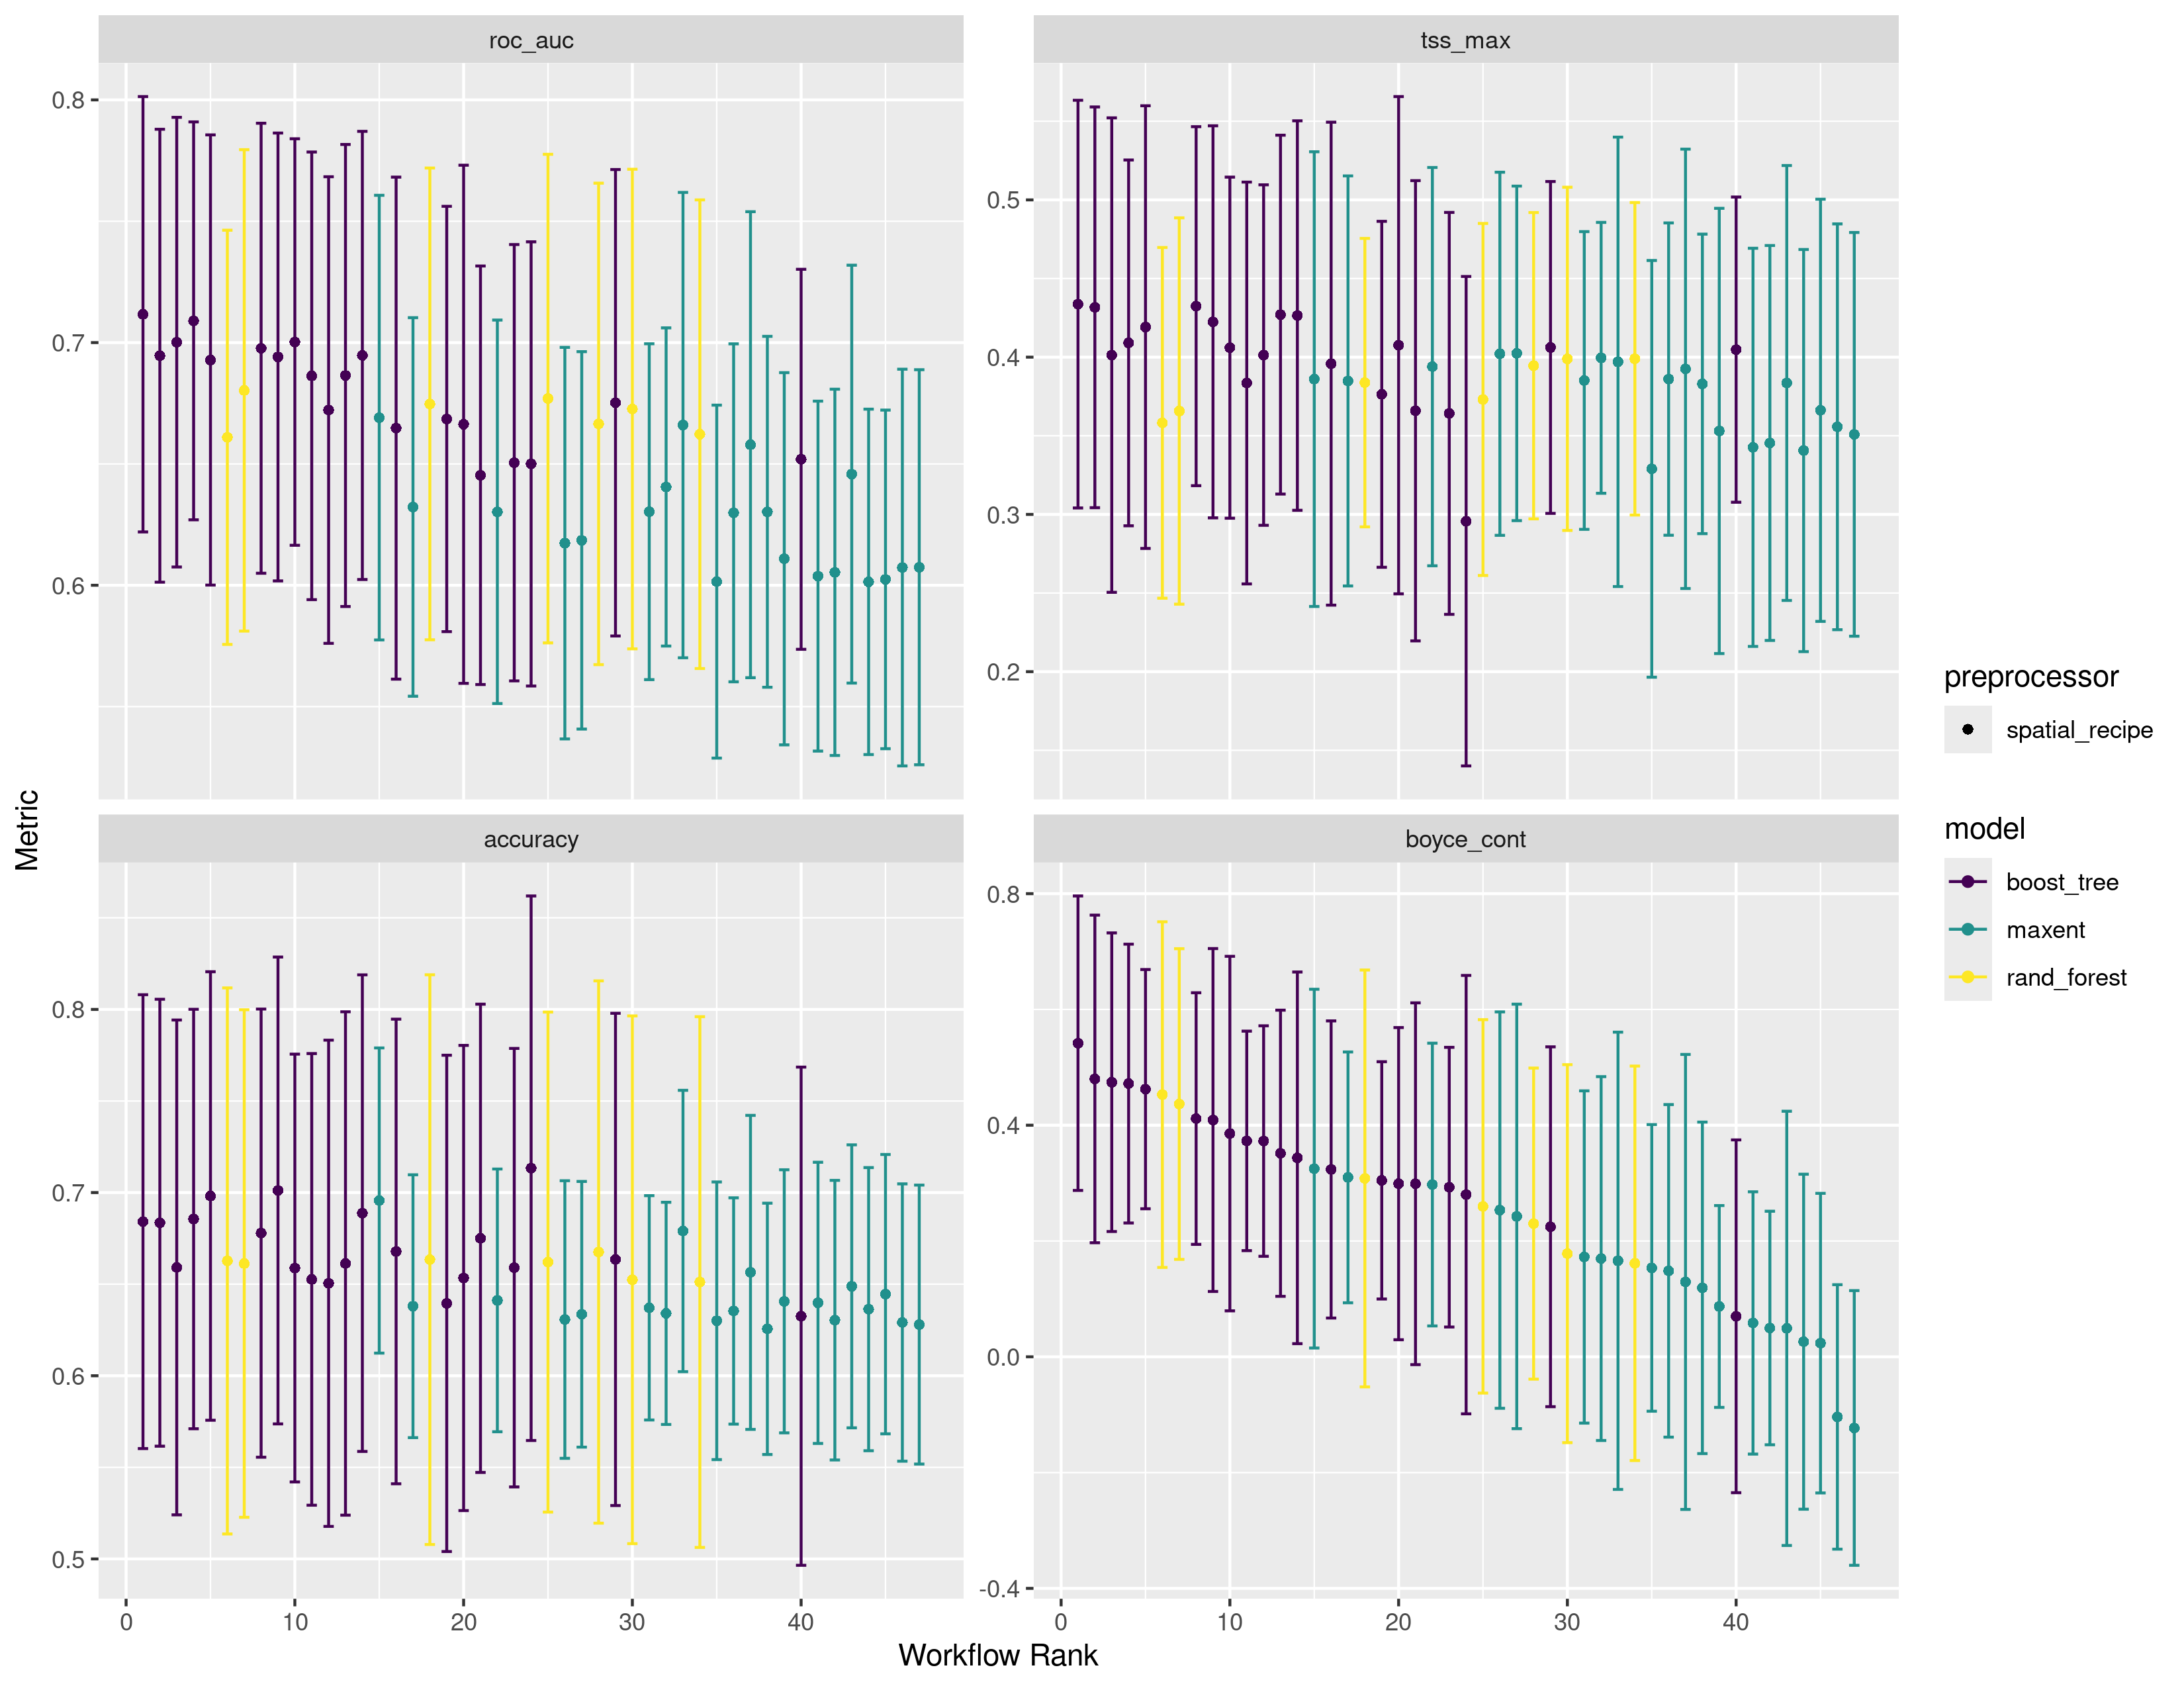 roc_auc
tss_max
0.8
0.7
0.6
0.5
0.4
0.3
0.2
accuracy
boyce_cont
0.8
0.7
0.6
0.5
0.8
0.4
0.0
-0.4
0 10 20 30 40
0 10 20 30 40
Workflow Rank
Metric
preprocessor
spatial_recipe
model
boost_tree
maxent
rand_forest